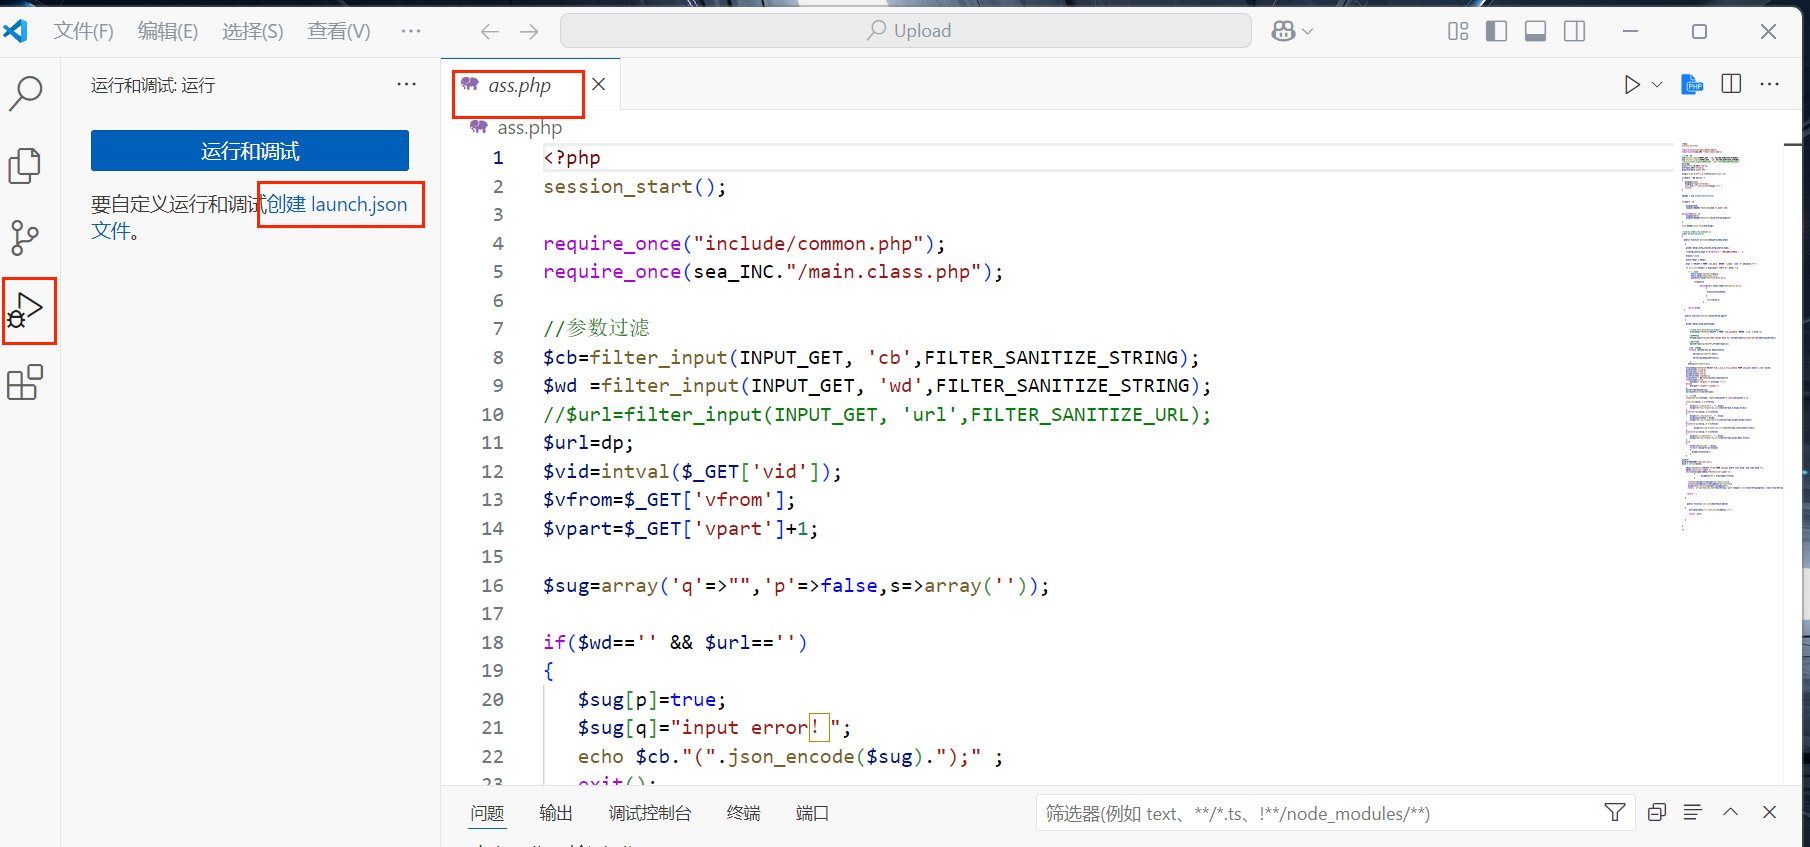 文件(F) 编辑(E) 选择(S) 查看(V) ··· Upload
运行和调试: 运行 ···
运行和调试
要自定义运行和调试创建 launch.json
文件。
ass.php
ass.php
1 <?php
2 session_start();
3
4 require_once("include/common.php");
5 require_once(sea_INC."/main.class.php");
6
7 //参数过滤
8 $cb=filter_input(INPUT_GET, 'cb',FILTER_SANITIZE_STRING);
9 $wd =filter_input(INPUT_GET, 'wd',FILTER_SANITIZE_STRING);
10 //$url=filter_input(INPUT_GET, 'url',FILTER_SANITIZE_URL);
11 $url=dp;
12 $vid=intval($_GET['vid']);
13 $vfrom=$_GET['vfrom'];
14 $vpart=$_GET['vpart']+1;
15
16 $sug=array('q'=>"",'p'=>false,s=>array(''));
17
18 if($wd=='' && $url=='')
19 {
20 $sug[p]=true;
21 $sug[q]="input error！";
22 echo $cb."(".json_encode($sug).");" ;
23 exit();
问题 输出 调试控制台 终端 端口 筛选器(例如 text、**/*.ts、!**/node_modules/**)